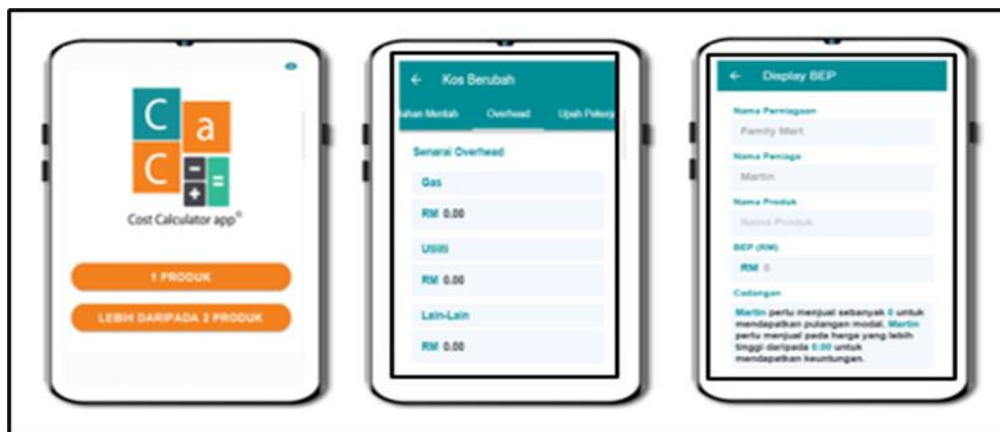 C
a
C
Cost Calculator app®
1 PRODUK
LEBIH DARIPADA 2 PRODUK
← Kos Berubah
Overhead
Senarai Overhead
Gas
RM 0.00
Utiliti
RM 0.00
Lain-Lain
RM 0.00
← Display BEP
Nama Perniagaan
Family Mart
Nama Peniaga
Martin
Nama Produk
Nama Produk
BEP (RM)
RM 0
Cadangan
Martin perlu menjual sebanyak 0 untuk
mendapatkan pulangan modal. Martin
perlu menjual pada harga yang lebih
tinggi daripada 0.00 untuk
mendapatkan keuntungan.